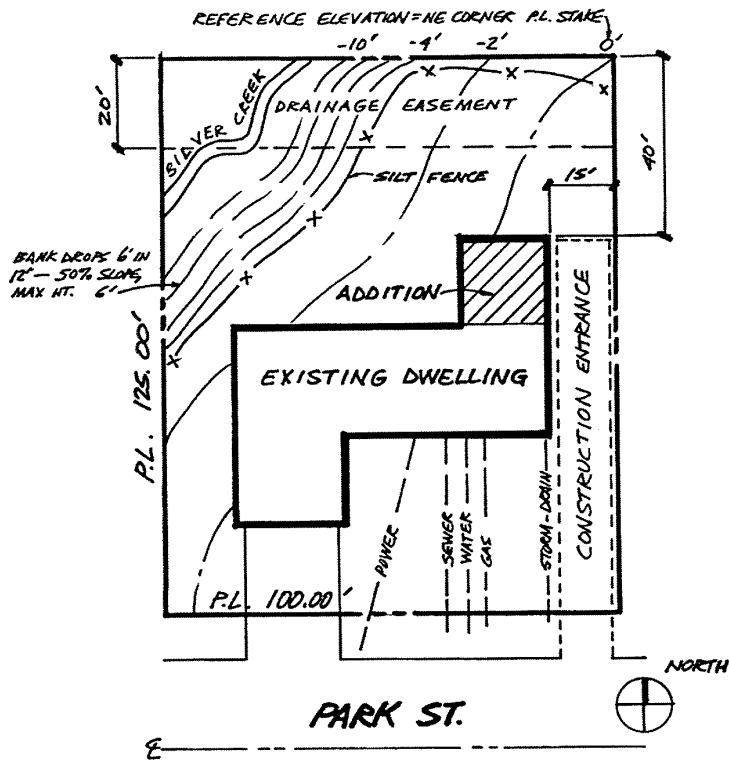 REFERENCE ELEVATION = NE CORNER P.L. STAKE
-10' -4' -2' 0'
20'
SILVER CREEK
DRAINAGE EASEMENT
40'
SILT FENCE
15'
BANK DROPS 6' IN
12' — 50% SLOPE,
MAX HT. 6'
ADDITION
P.L. 125.00'
EXISTING DWELLING
CONSTRUCTION ENTRANCE
POWER
SEWER
WATER
GAS
STORM-DRAIN
P.L. 100.00'
NORTH
PARK ST.
℄